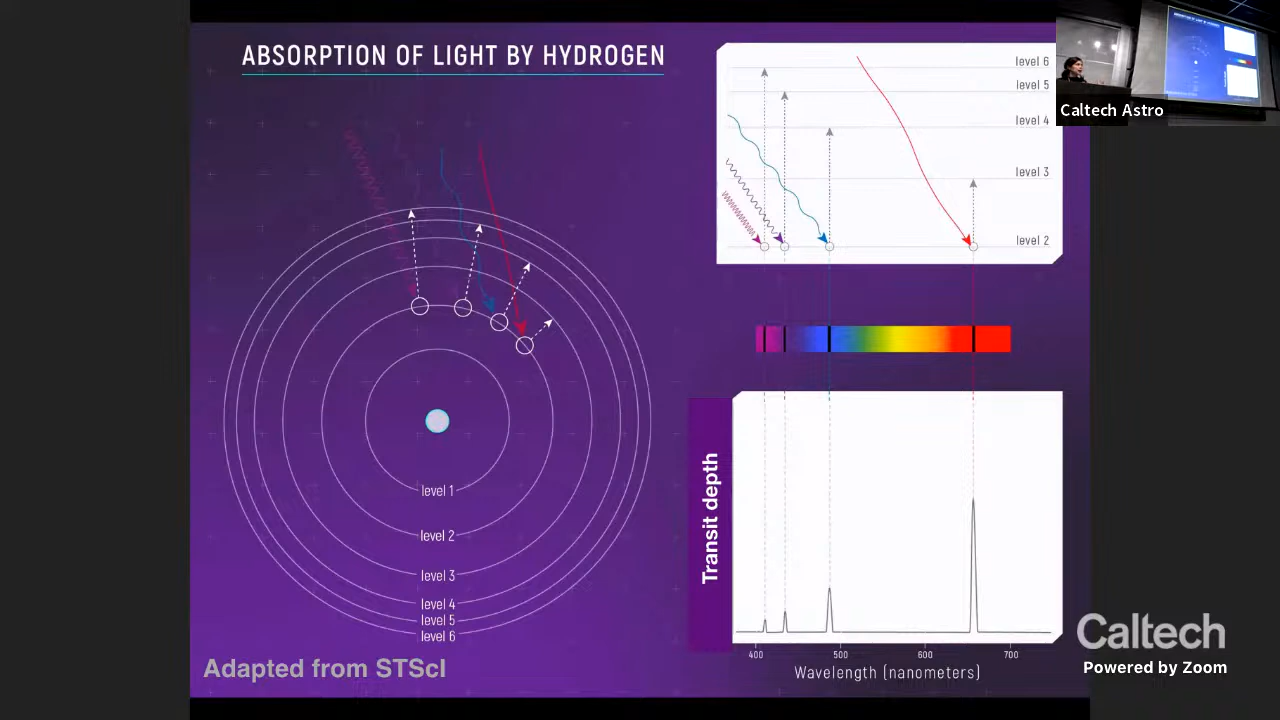 ABSORPTION OF LIGHT BY HYDROGEN
level 1
level 2
level 3
level 4
level 5
level 6
Adapted from STScI
level 6
level 5
level 4
level 3
level 2
Transit depth
400 500 600 700
Wavelength (nanometers)
Caltech Astro
Caltech
Powered by Zoom